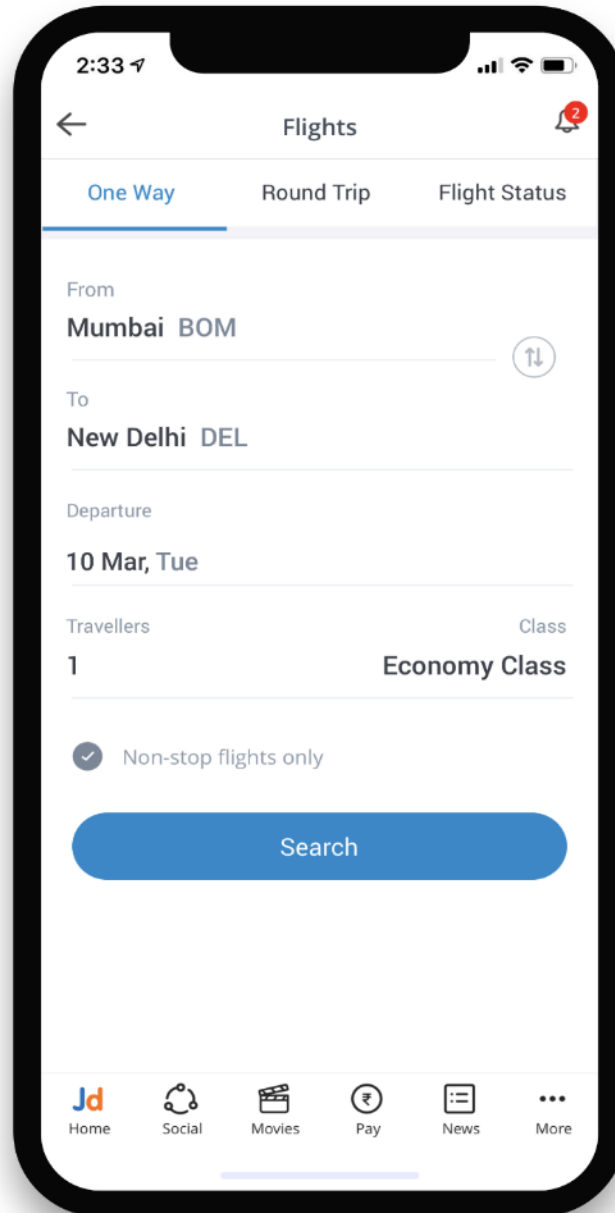 2:33
Flights
2
One Way Round Trip Flight Status
From
Mumbai BOM
To
New Delhi DEL
Departure
10 Mar, Tue
Travellers Class
1 Economy Class
Non-stop flights only
Search
Jd ₹
Home Social Movies Pay News More